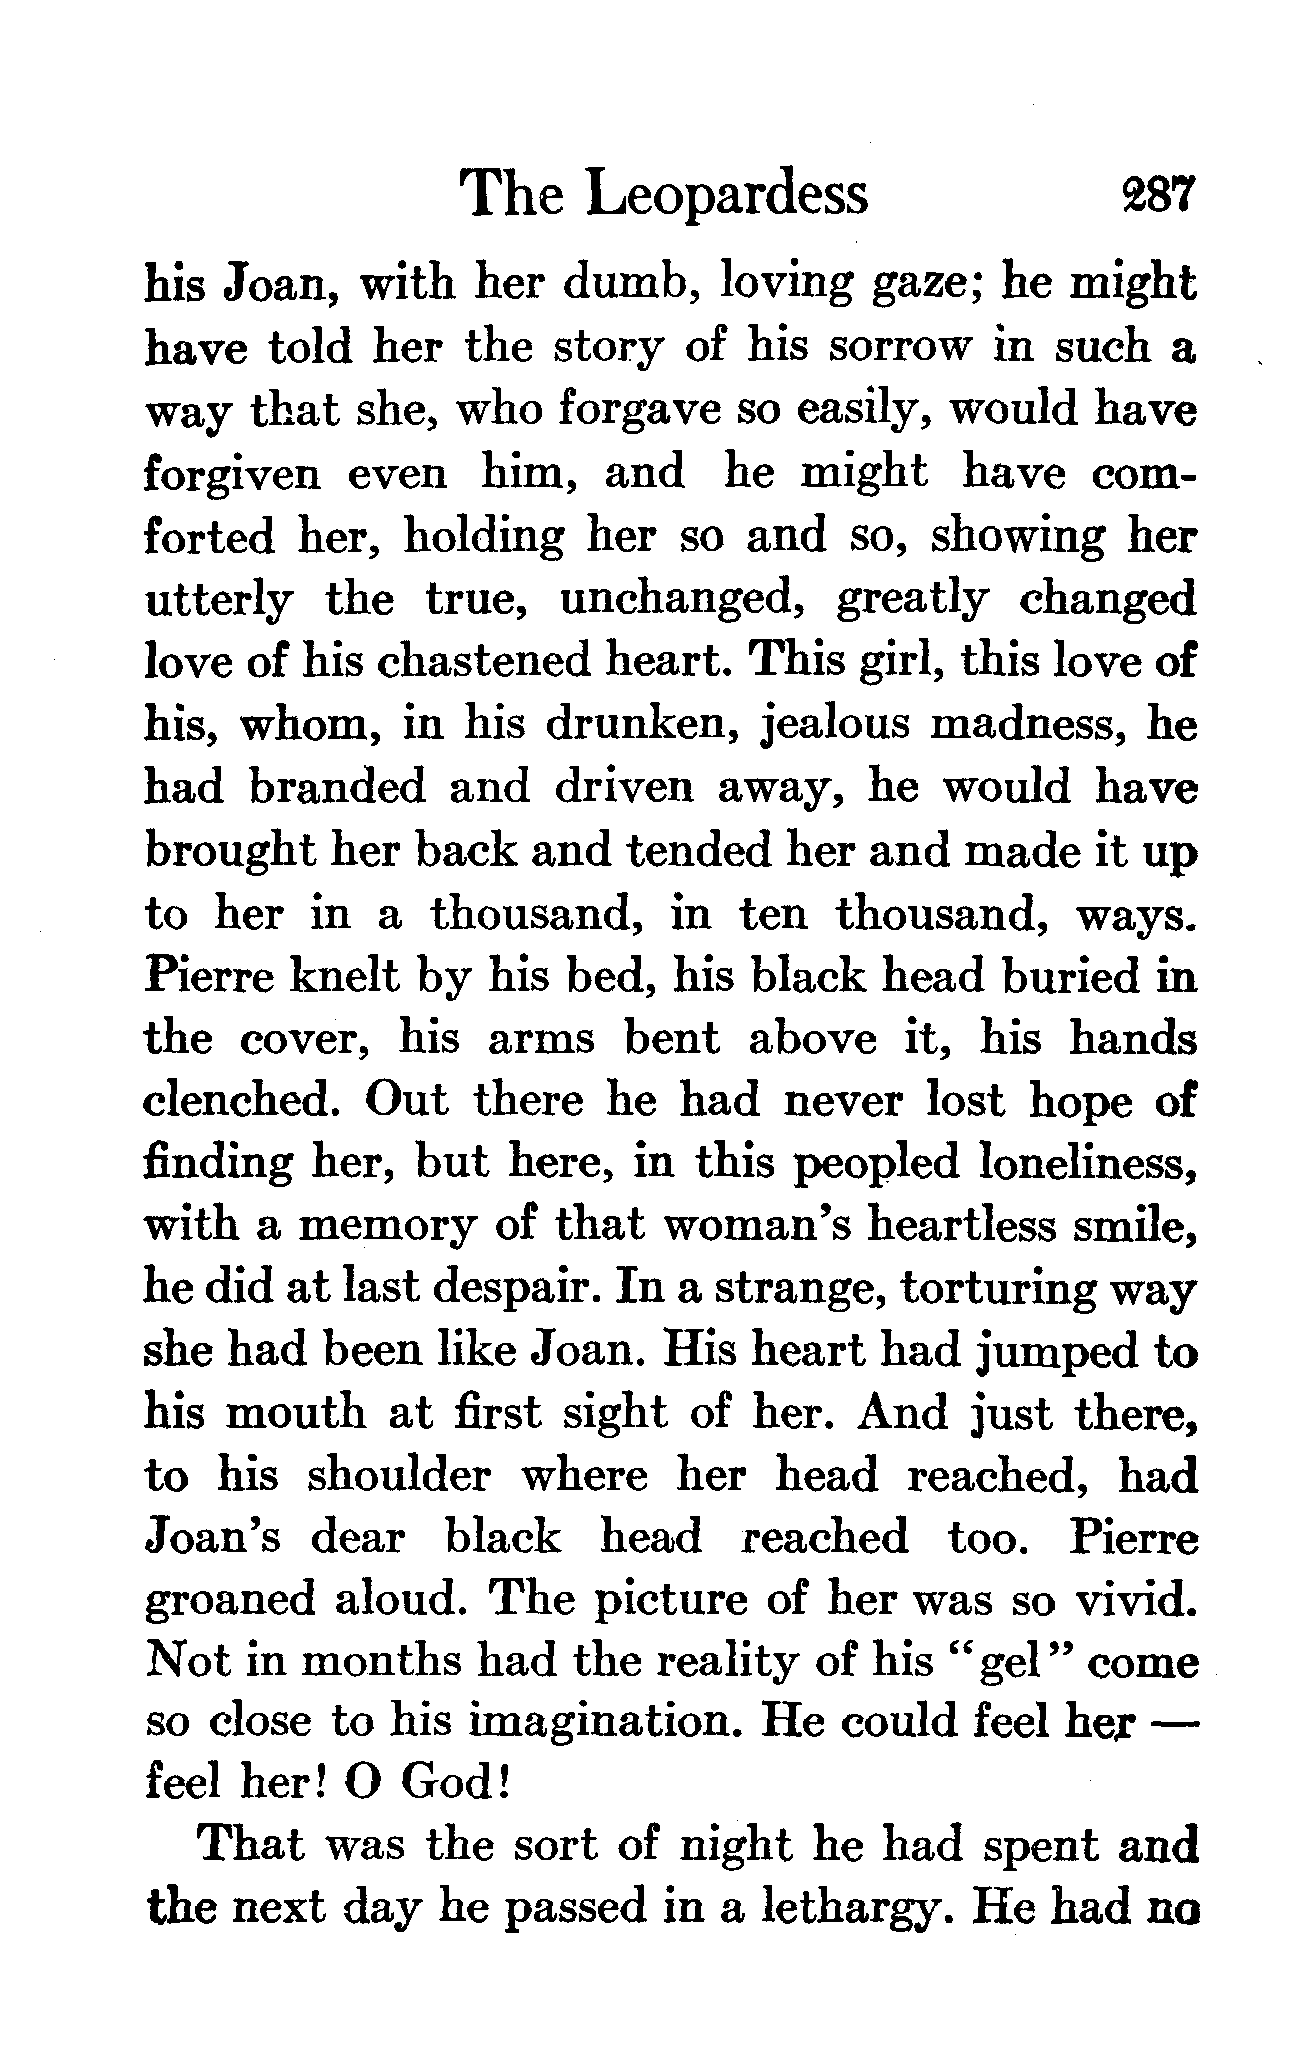 The Leopardess 287
his Joan, with her dumb, loving gaze; he might
have told her the story of his sorrow in such a
way that she, who forgave so easily, would have
forgiven even him, and he might have com-
forted her, holding her so and so, showing her
utterly the true, unchanged, greatly changed
love of his chastened heart. This girl, this love of
his, whom, in his drunken, jealous madness, he
had branded and driven away, he would have
brought her back and tended her and made it up
to her in a thousand, in ten thousand, ways.
Pierre knelt by his bed, his black head buried in
the cover, his arms bent above it, his hands
clenched. Out there he had never lost hope of
finding her, but here, in this peopled loneliness,
with a memory of that woman's heartless smile,
he did at last despair. In a strange, torturing way
she had been like Joan. His heart had jumped to
his mouth at first sight of her. And just there,
to his shoulder where her head reached, had
Joan's dear black head reached too. Pierre
groaned aloud. The picture of her was so vivid.
Not in months had the reality of his "gel" come
so close to his imagination. He could feel her —
feel her! O God!
That was the sort of night he had spent and
the next day he passed in a lethargy. He had no